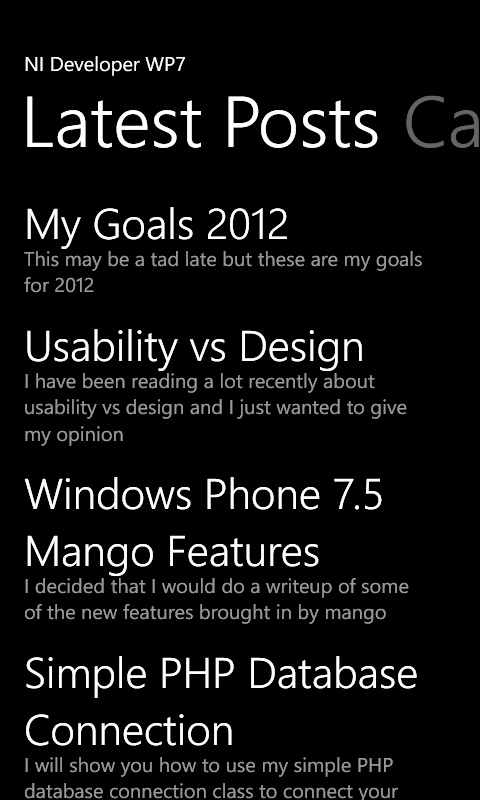 NI Developer WP7
Latest Posts Ca
My Goals 2012
This may be a tad late but these are my goals
for 2012
Usability vs Design
I have been reading a lot recently about
usability vs design and I just wanted to give
my opinion
Windows Phone 7.5
Mango Features
I decided that I would do a writeup of some
of the new features brought in by mango
Simple PHP Database
Connection
I will show you how to use my simple PHP
database connection class to connect your